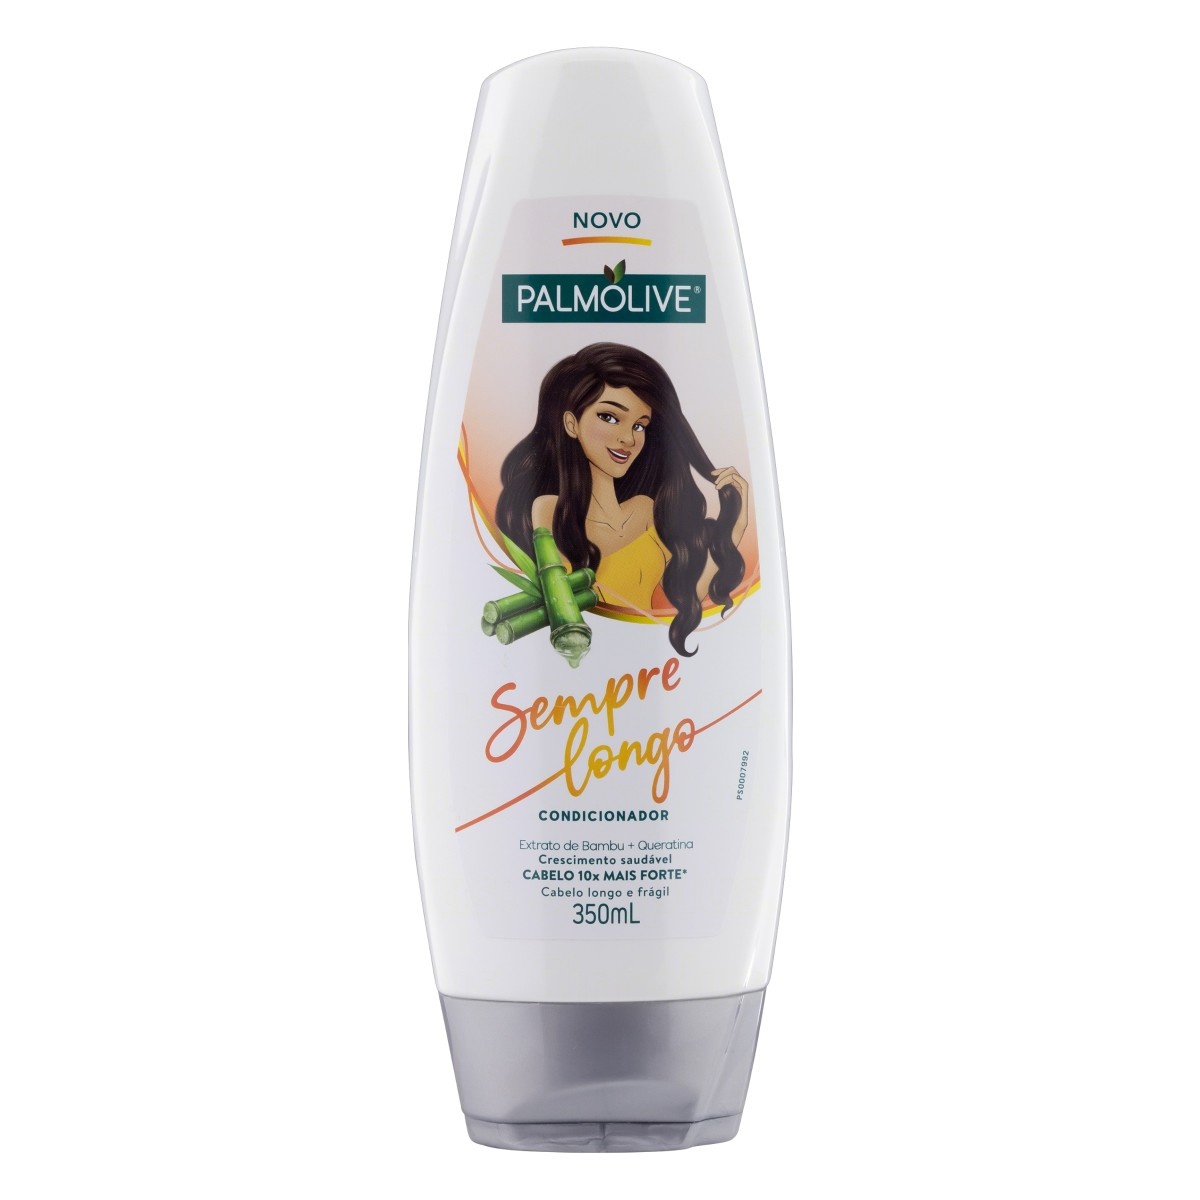 NOVO
PALMOLIVE®
Sempre
longo
CONDICIONADOR
Extrato de Bambu + Queratina
Crescimento saudável
CABELO 10x MAIS FORTE*
Cabelo longo e frágil
350mL
PS0007992